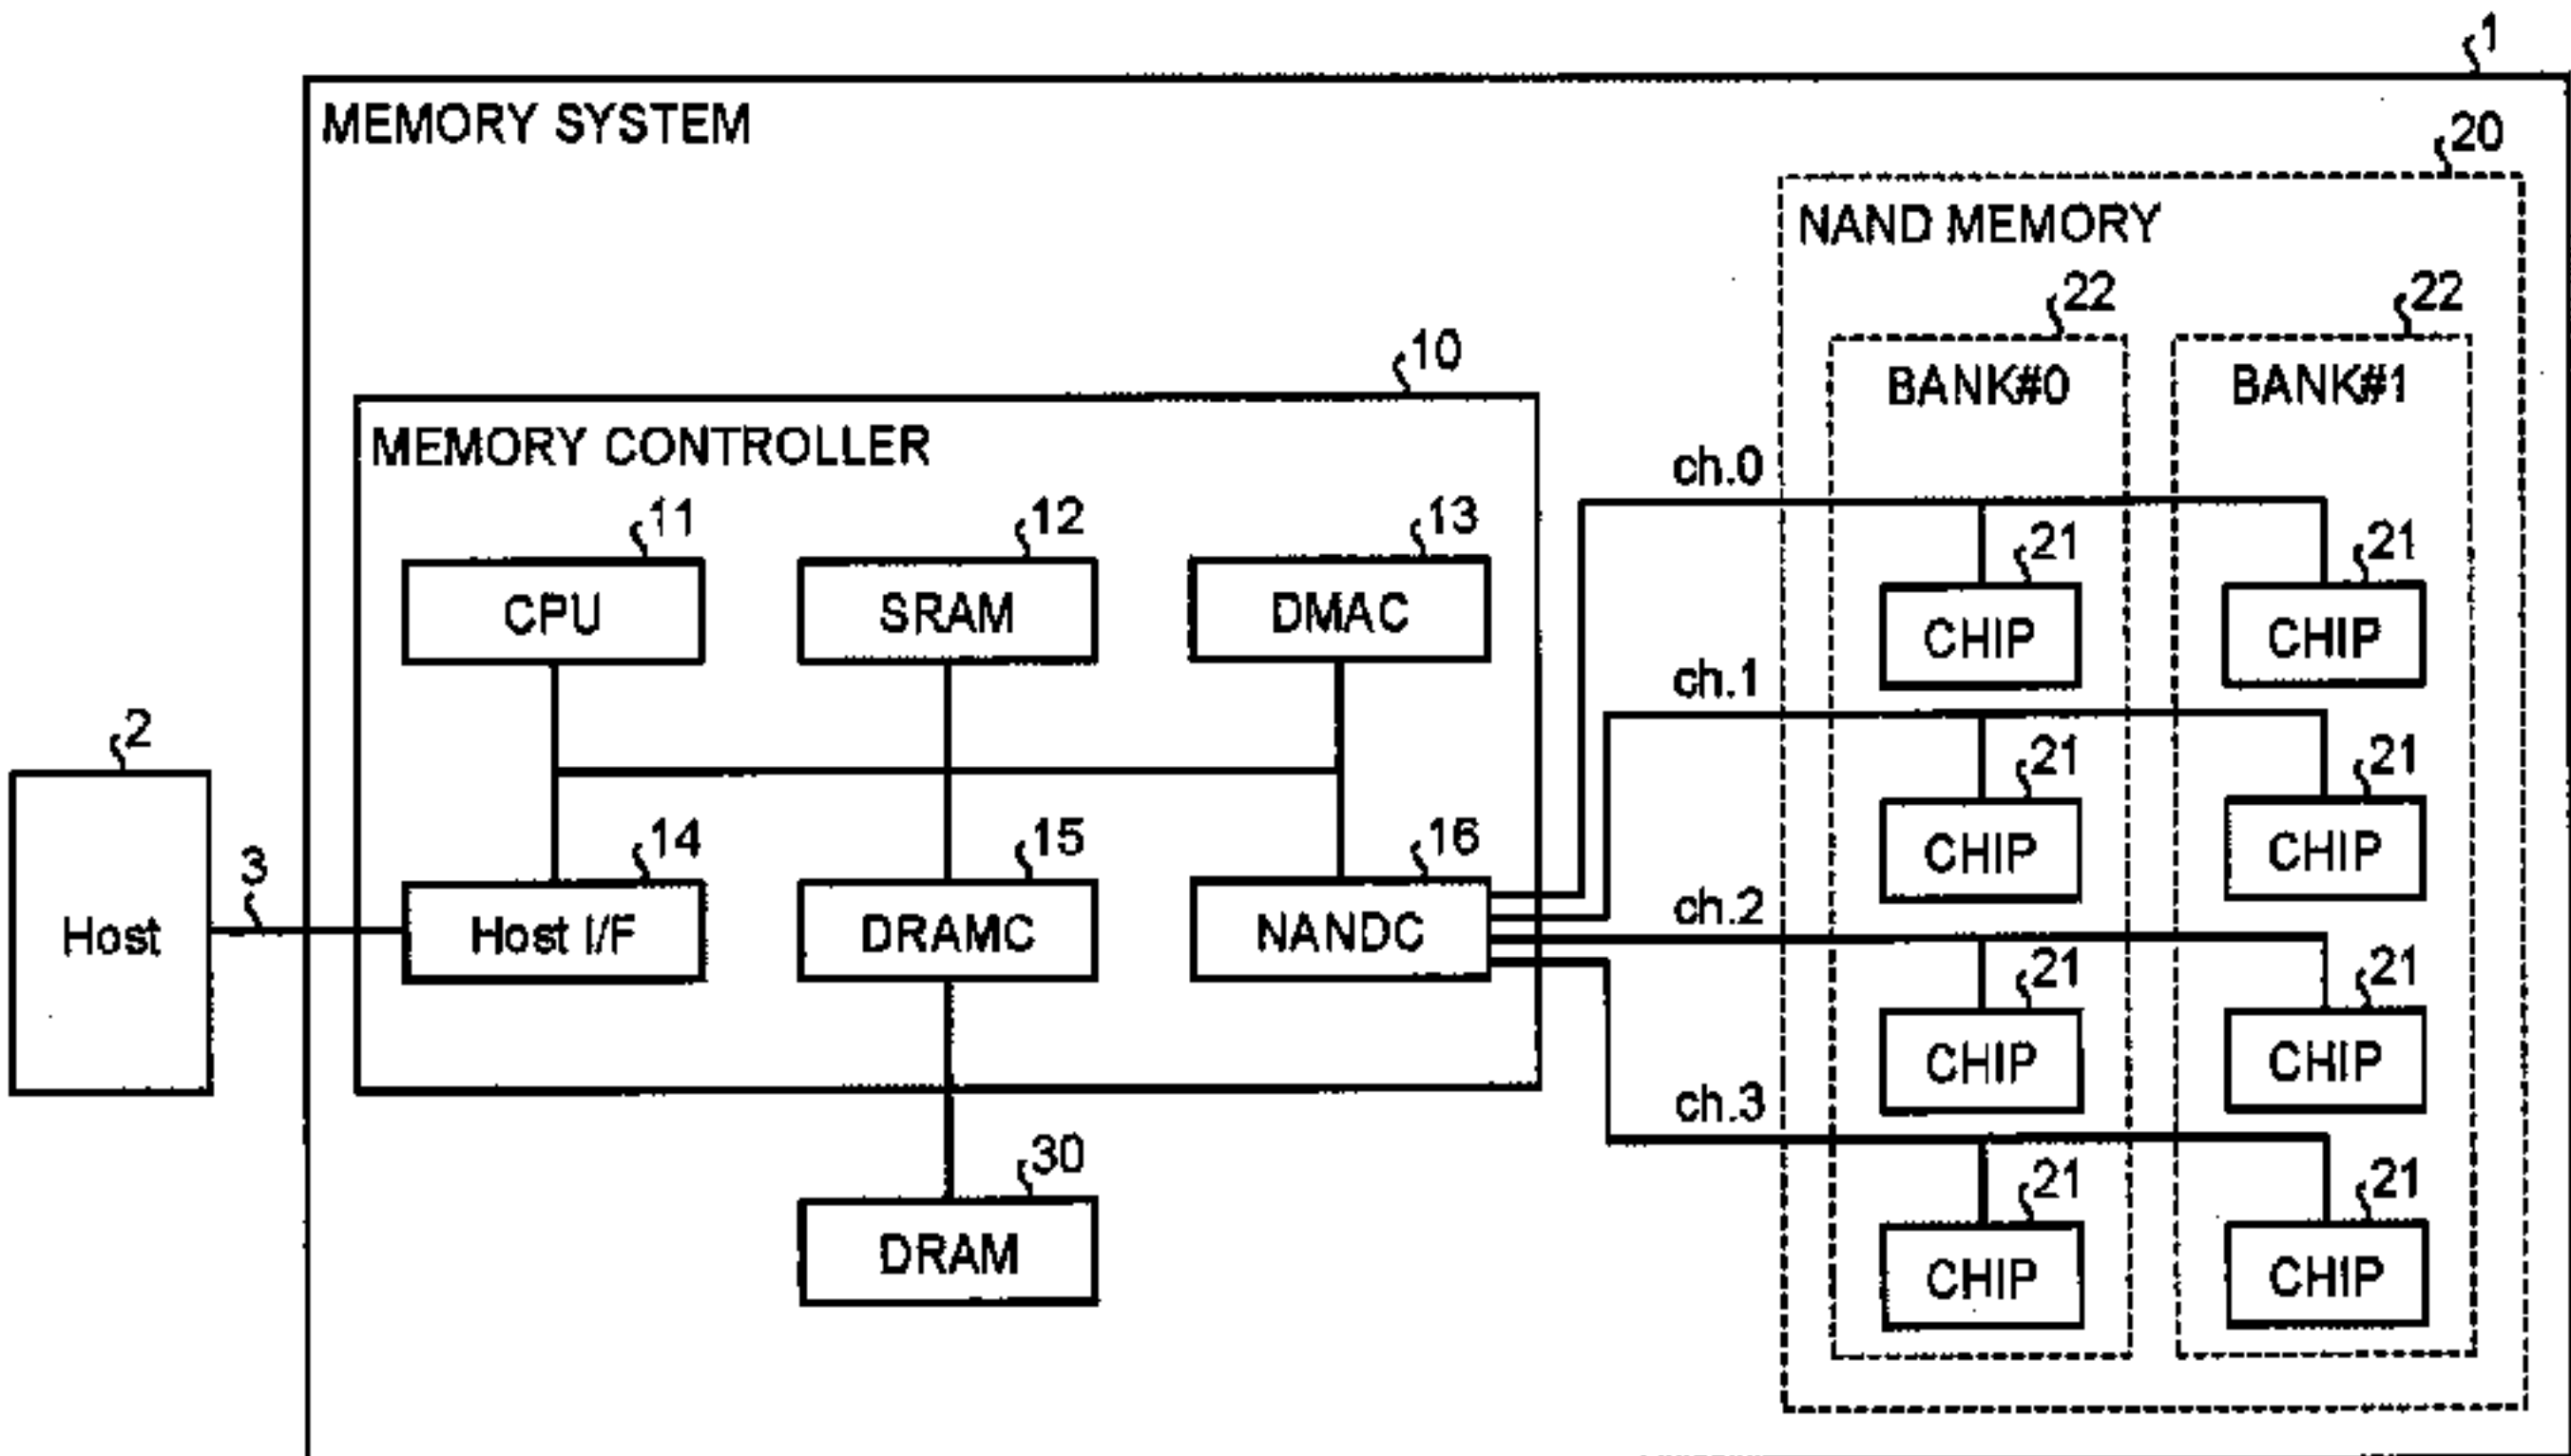 1
MEMORY SYSTEM
20
NAND MEMORY
22
22
BANK#0
BANK#1
10
MEMORY CONTROLLER
ch.0
11
12
13
21
21
CPU
SRAM
DMAC
CHIP
CHIP
ch.1
2
21
21
14
15
16
CHIP
CHIP
3
ch.2
Host
Host I/F
DRAMC
NANDC
21
21
CHIP
CHIP
ch.3
30
21
21
DRAM
CHIP
CHIP